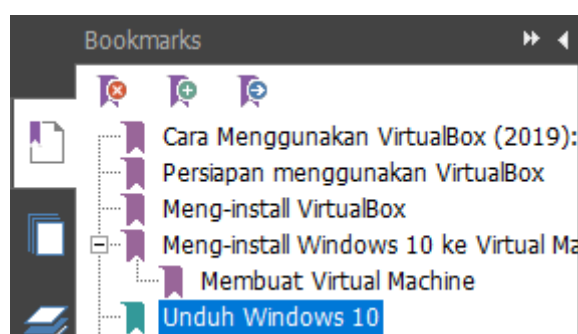 Bookmarks
Cara Menggunakan VirtualBox (2019):
Persiapan menggunakan VirtualBox
Meng-install VirtualBox
Meng-install Windows 10 ke Virtual Ma
Membuat Virtual Machine
Unduh Windows 10